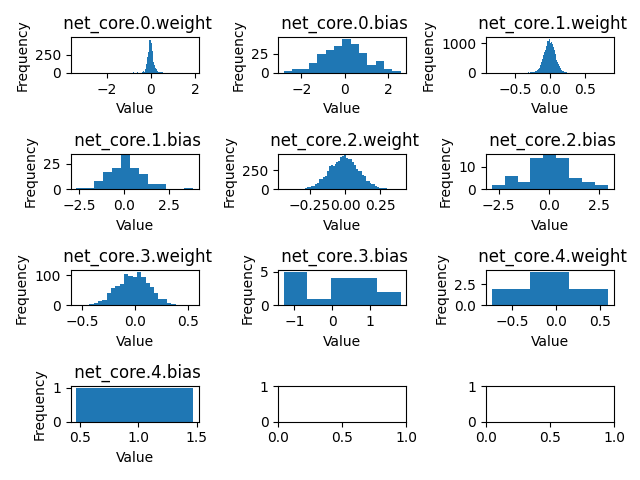 net_core.0.weight
Frequency
250
0
−2
0
2
Value
net_core.0.bias
Frequency
25
0
−2
0
2
Value
net_core.1.weight
Frequency
1000
0
−0.5
0.0
0.5
Value
net_core.1.bias
Frequency
25
0
−2.5
0.0
2.5
Value
net_core.2.weight
Frequency
250
0
−0.25
0.00
0.25
Value
net_core.2.bias
Frequency
10
0
−2.5
0.0
2.5
Value
net_core.3.weight
Frequency
100
0
−0.5
0.0
0.5
Value
net_core.3.bias
Frequency
5
0
−1
0
1
Value
net_core.4.weight
Frequency
2.5
0.0
−0.5
0.0
0.5
Value
net_core.4.bias
Frequency
1
0
0.5
1.0
1.5
Value
1
0
0.0
0.5
1.0
1
0
0.0
0.5
1.0